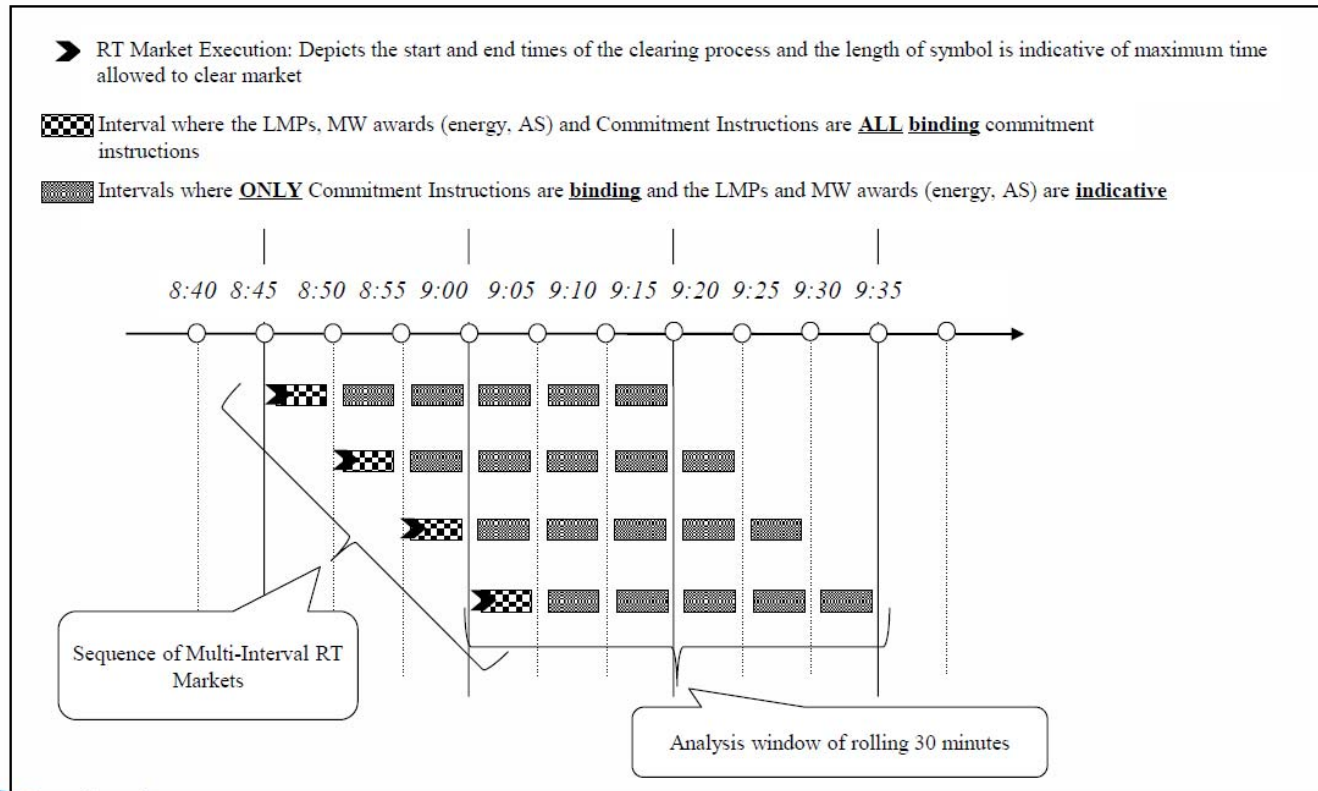 RT Market Execution: Depicts the start and end times of the clearing process and the length of symbol is indicative of maximum time
allowed to clear market
Interval where the LMPs, MW awards (energy, AS) and Commitment Instructions are ALL binding commitment
instructions
Intervals where ONLY Commitment Instructions are binding and the LMPs and MW awards (energy, AS) are indicative
8:40 8:45 8:50 8:55 9:00 9:05 9:10 9:15 9:20 9:25 9:30 9:35
Sequence of Multi-Interval RT
Markets
Analysis window of rolling 30 minutes